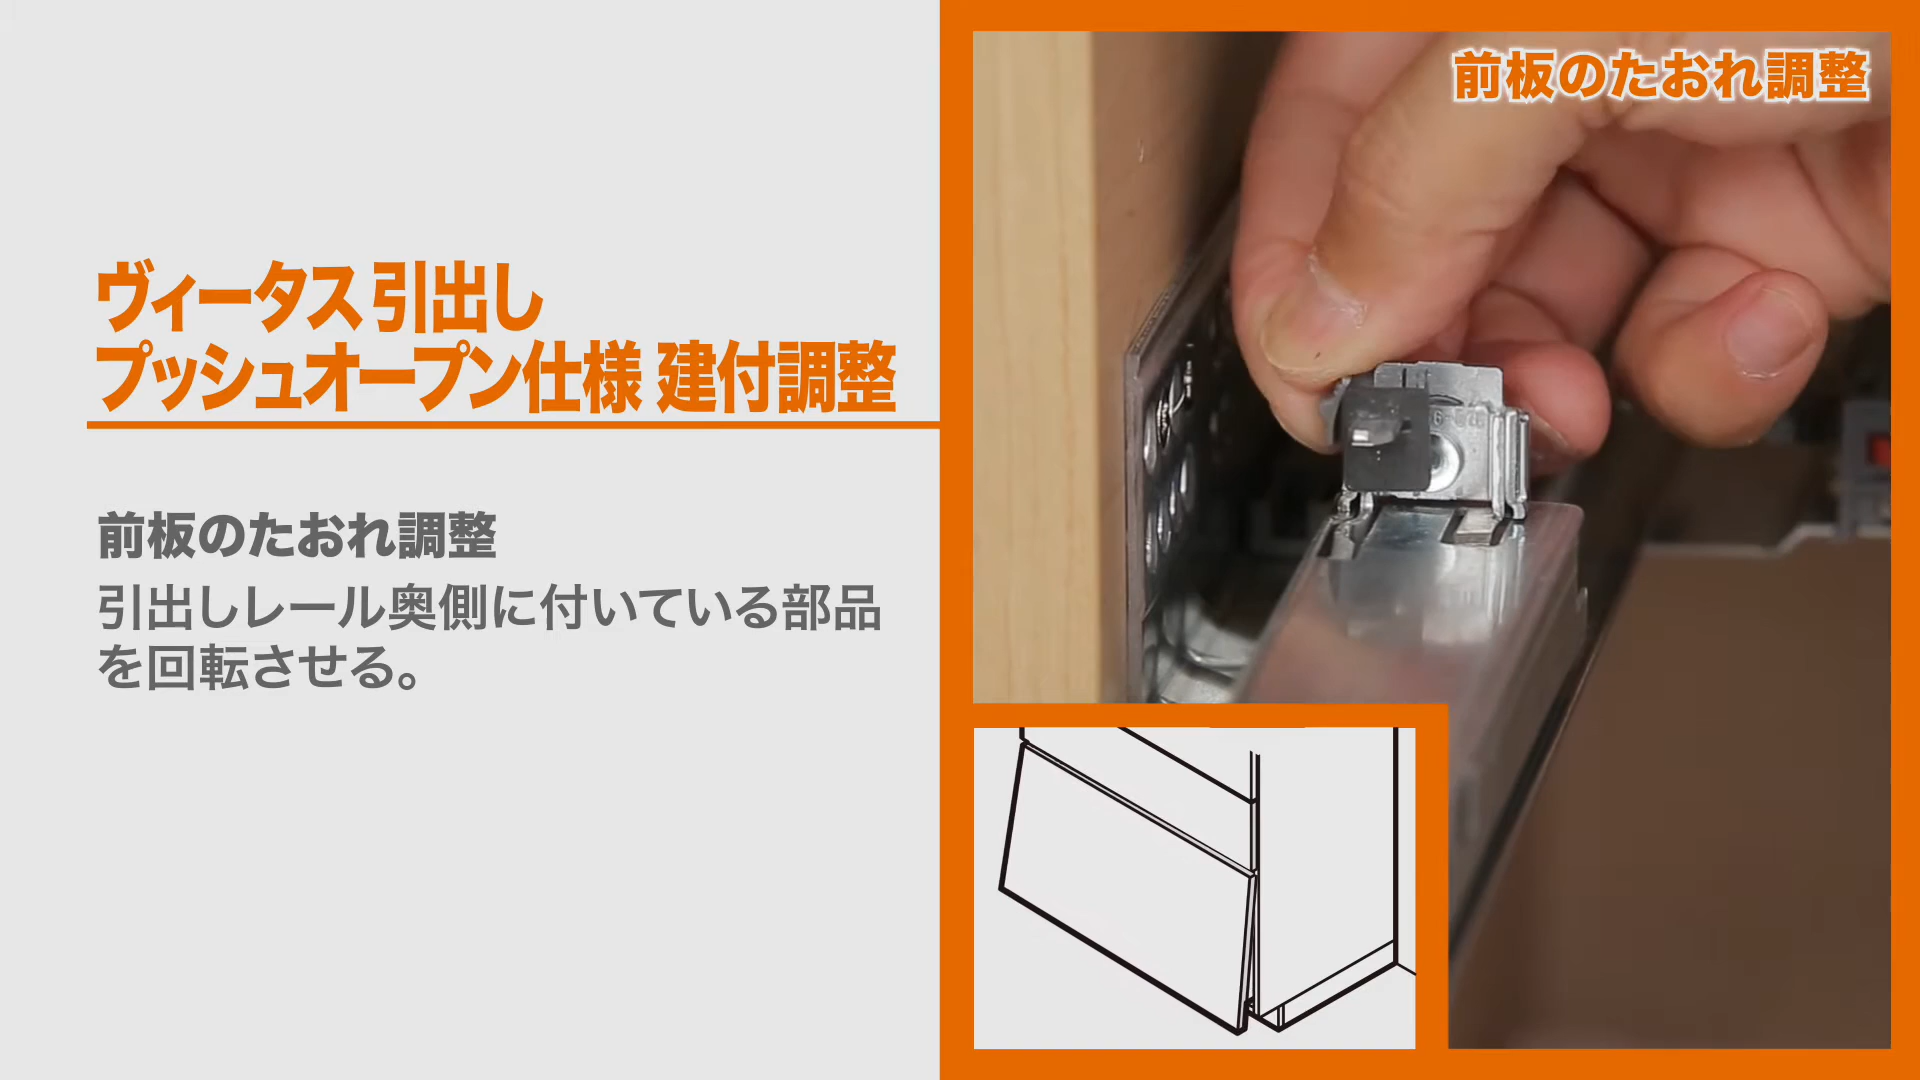 ヴィータス 引出し
プッシュオープン仕様 建付調整
前板のたおれ調整
引出しレール奥側に付いている部品
を回転させる。
前板のたおれ調整